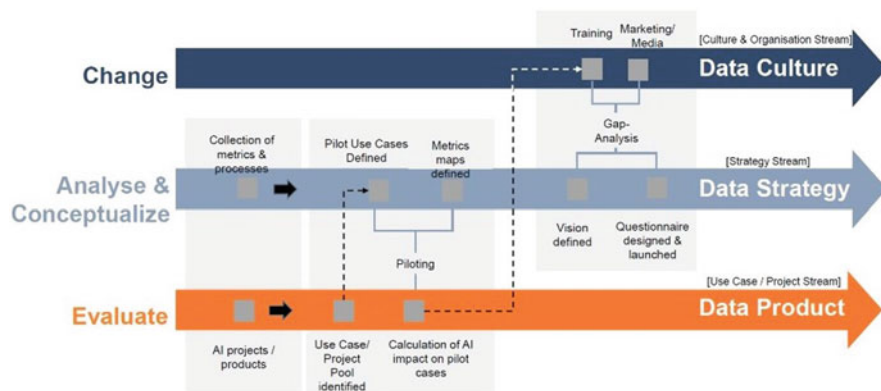 Training
Marketing/
Media
[Culture & Organisation Stream]
Change
Data Culture
Gap-
Analysis
Collection of
metrics &
processes
Pilot Use Cases
Defined
Metrics
maps
defined
[Strategy Stream]
Analyse &
Conceptualize
Data Strategy
Vision
defined
Questionnaire
designed &
launched
Piloting
[Use Case / Project Stream]
Evaluate
Data Product
AI projects /
products
Use Case/
Project
Pool
identified
Calculation of AI
impact on pilot
cases